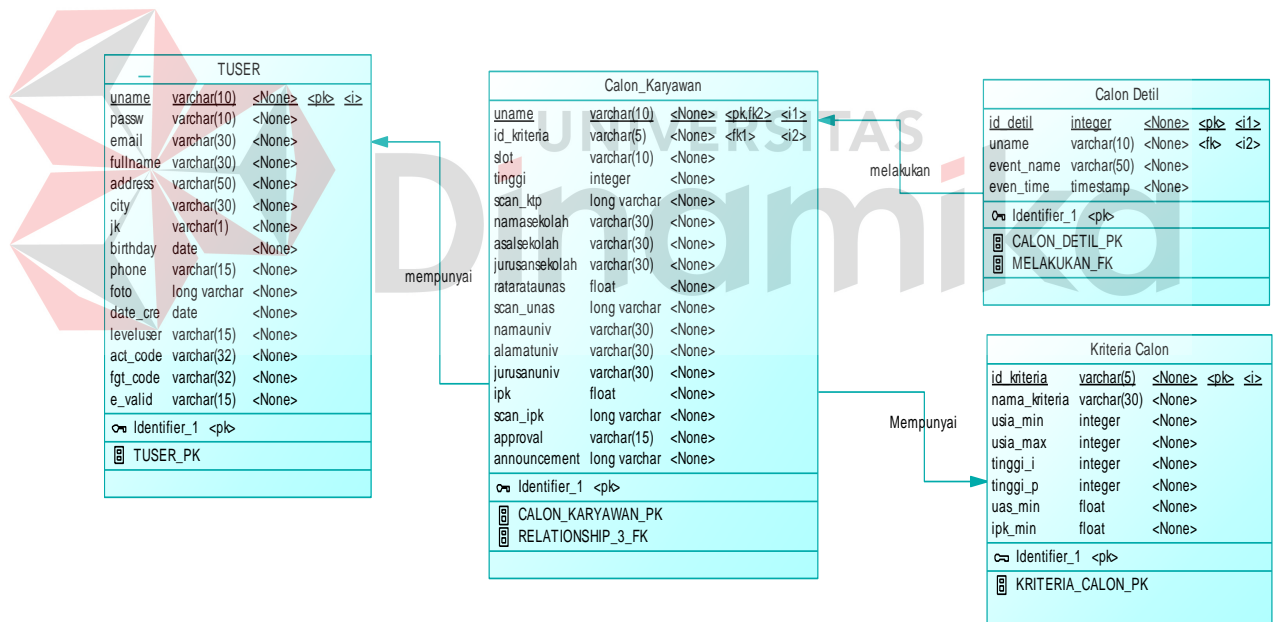 TUSER
uname varchar(10) <None> <pk> <i>
passw varchar(10) <None>
email varchar(30) <None>
fullname varchar(30) <None>
address varchar(50) <None>
city varchar(30) <None>
jk varchar(1) <None>
birthday date <None>
phone varchar(15) <None>
foto long varchar <None>
date_cre date <None>
leveluser varchar(15) <None>
act_code varchar(32) <None>
fgt_code varchar(32) <None>
e_valid varchar(15) <None>
Identifier_1 <pk>
TUSER_PK
mempunyai
Calon_Karyawan
uname varchar(10) <None> <pk,fk2> <i1>
id_kriteria varchar(5) <None> <fk1> <i2>
slot varchar(10) <None>
tinggi integer <None>
scan_ktp long varchar <None>
namasekolah varchar(30) <None>
asalsekolah varchar(30) <None>
jurusansekolah varchar(30) <None>
ratarataunas float <None>
scan_unas long varchar <None>
namauniv varchar(30) <None>
alamatuniv varchar(30) <None>
jurusanuniv varchar(30) <None>
ipk float <None>
scan_ipk long varchar <None>
approval varchar(15) <None>
announcement long varchar <None>
Identifier_1 <pk>
CALON_KARYAWAN_PK
RELATIONSHIP_3_FK
melakukan
Calon Detil
id_detil integer <None> <pk> <i1>
uname varchar(10) <None> <fk> <i2>
event_name varchar(50) <None>
even_time timestamp <None>
Identifier_1 <pk>
CALON_DETIL_PK
MELAKUKAN_FK
Mempunyai
Kriteria Calon
id_kriteria varchar(5) <None> <pk> <i>
nama_kriteria varchar(30) <None>
usia_min integer <None>
usia_max integer <None>
tinggi_i integer <None>
tinggi_p integer <None>
uas_min float <None>
ipk_min float <None>
Identifier_1 <pk>
KRITERIA_CALON_PK
UNIVERSITAS
Dinamika